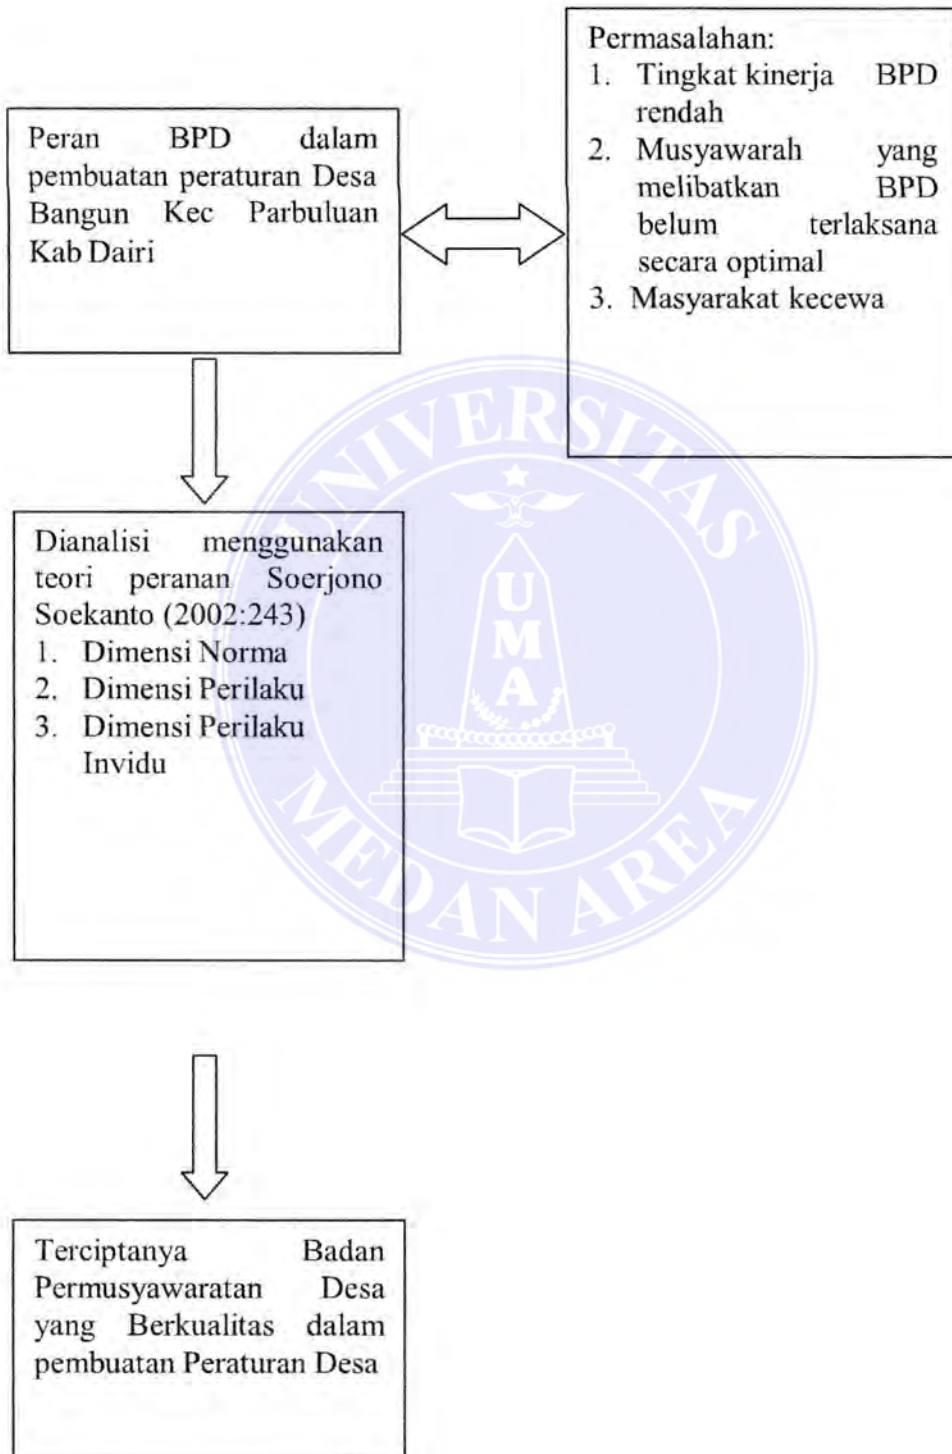 Peran BPD dalam
pembuatan peraturan Desa
Bangun Kec Parbuluan
Kab Dairi
Permasalahan:
1. Tingkat kinerja BPD
rendah
2. Musyawarah yang
melibatkan BPD
belum terlaksana
secara optimal
3. Masyarakat kecewa
Dianalisi menggunakan
teori peranan Soerjono
Soekanto (2002:243)
1. Dimensi Norma
2. Dimensi Perilaku
3. Dimensi Perilaku
Invidu
Terciptanya Badan
Permusyawaratan Desa
yang Berkualitas dalam
pembuatan Peraturan Desa
UNIVERSITAS
UMA
MEDAN AREA